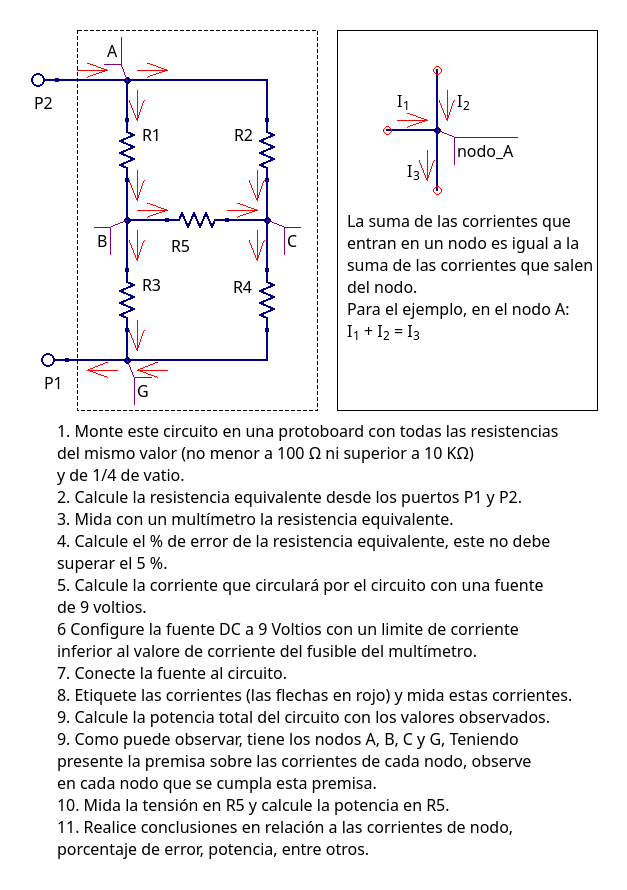 A
P2
R1
R2
B
C
R5
R3
R4
P1
G
I1
I2
nodo_A
I3
La suma de las corrientes que
entran en un nodo es igual a la
suma de las corrientes que salen
del nodo.
Para el ejemplo, en el nodo A:
I1 + I2 = I3
1. Monte este circuito en una protoboard con todas las resistencias
del mismo valor (no menor a 100 Ω ni superior a 10 KΩ)
y de 1/4 de vatio.
2. Calcule la resistencia equivalente desde los puertos P1 y P2.
3. Mida con un multímetro la resistencia equivalente.
4. Calcule el % de error de la resistencia equivalente, este no debe
superar el 5 %.
5. Calcule la corriente que circulará por el circuito con una fuente
de 9 voltios.
6 Configure la fuente DC a 9 Voltios con un limite de corriente
inferior al valore de corriente del fusible del multímetro.
7. Conecte la fuente al circuito.
8. Etiquete las corrientes (las flechas en rojo) y mida estas corrientes.
9. Calcule la potencia total del circuito con los valores observados.
9. Como puede observar, tiene los nodos A, B, C y G, Teniendo
presente la premisa sobre las corrientes de cada nodo, observe
en cada nodo que se cumpla esta premisa.
10. Mida la tensión en R5 y calcule la potencia en R5.
11. Realice conclusiones en relación a las corrientes de nodo,
porcentaje de error, potencia, entre otros.